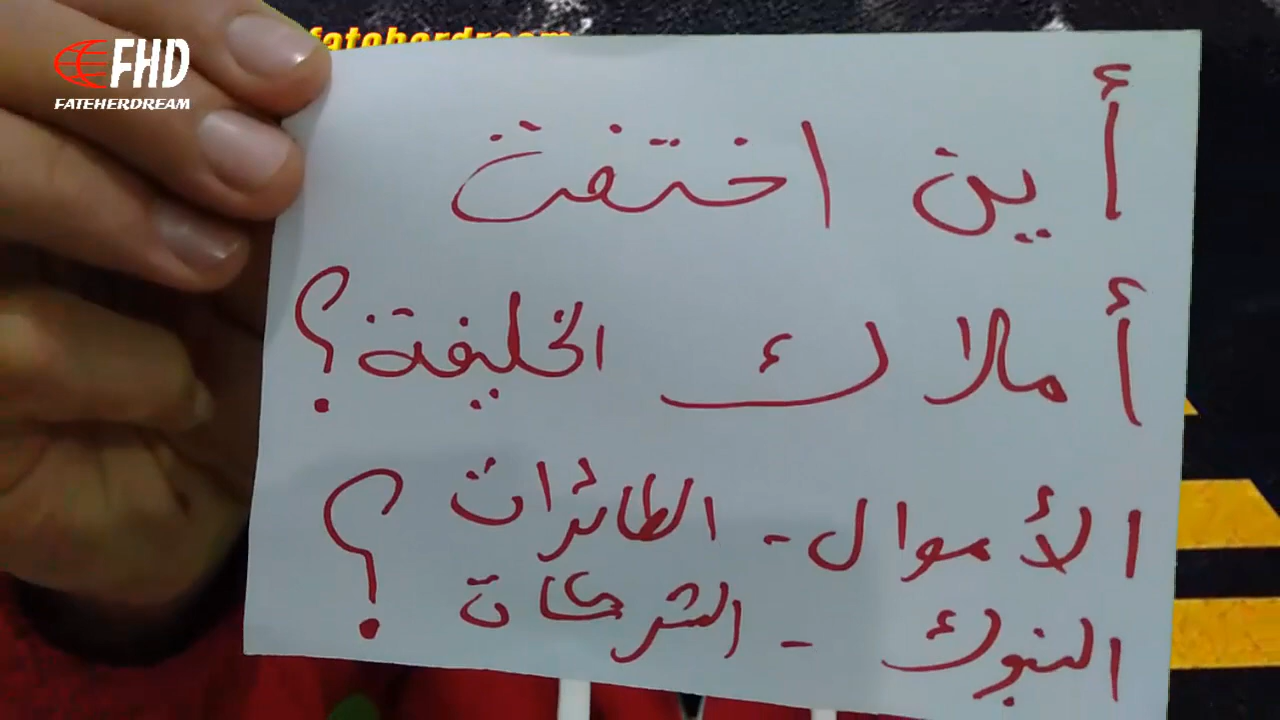 FHD
FATEHERDREAM
fateherdream
أين اختفت
أملاك الخليفة؟
الأموال - الطائرات
البنوك - الشركات ؟